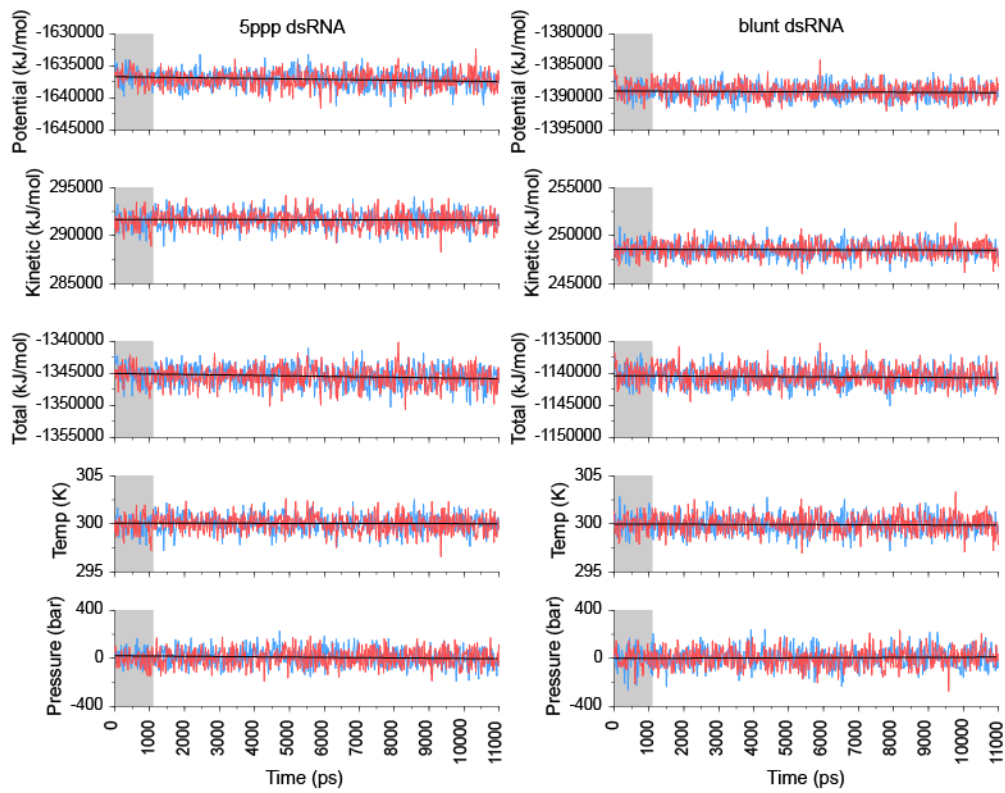 5ppp dsRNA
Potential (kJ/mol)
-1630000
-1635000
-1640000
-1645000
Kinetic (kJ/mol)
295000
290000
285000
Total (kJ/mol)
-1340000
-1345000
-1350000
-1355000
Temp (K)
305
300
295
Pressure (bar)
400
0
-400
0 1000 2000 3000 4000 5000 6000 7000 8000 9000 10000 11000
Time (ps)
blunt dsRNA
Potential (kJ/mol)
-1380000
-1385000
-1390000
-1395000
Kinetic (kJ/mol)
255000
250000
245000
Total (kJ/mol)
-1135000
-1140000
-1145000
-1150000
Temp (K)
305
300
295
Pressure (bar)
400
0
-400
0 1000 2000 3000 4000 5000 6000 7000 8000 9000 10000 11000
Time (ps)